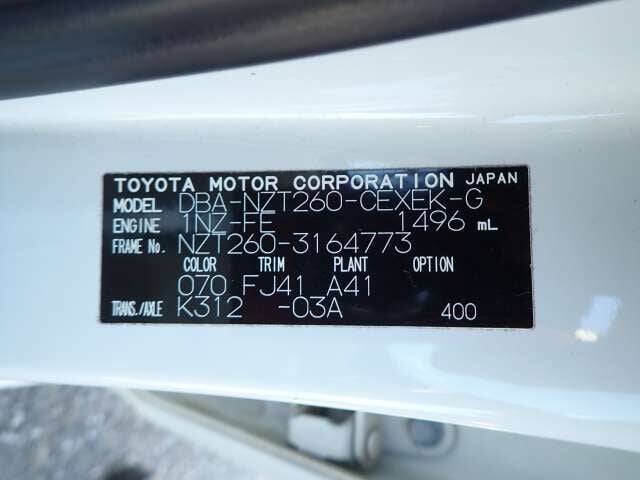 TOYOTA MOTOR CORPORATION JAPAN
MODEL DBA-NZT260-CEXEK-G
ENGINE 1NZ-FE 1496 mL
FRAME No. NZT260-3164773
COLOR TRIM PLANT OPTION
070 FJ41 A41
TRANS./AXLE K312 -03A 400